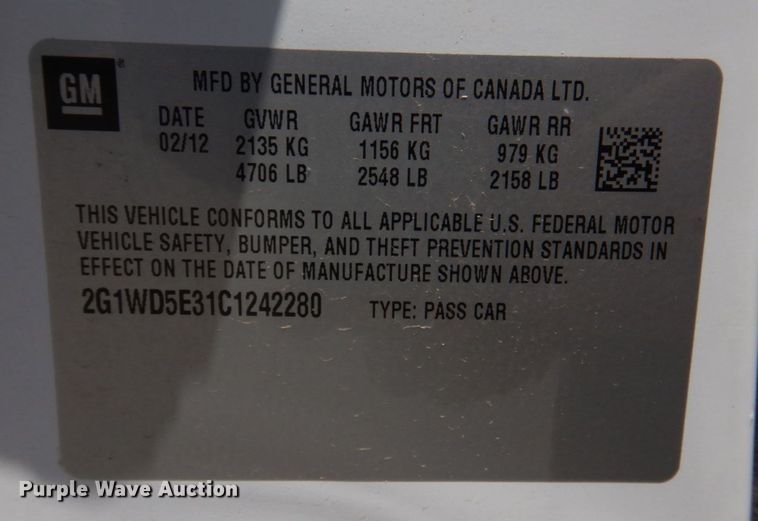 GM
MFD BY GENERAL MOTORS OF CANADA LTD.
DATE GVWR GAWR FRT GAWR RR
02/12 2135 KG 1156 KG 979 KG
4706 LB 2548 LB 2158 LB
THIS VEHICLE CONFORMS TO ALL APPLICABLE U.S. FEDERAL MOTOR
VEHICLE SAFETY, BUMPER, AND THEFT PREVENTION STANDARDS IN
EFFECT ON THE DATE OF MANUFACTURE SHOWN ABOVE.
2G1WD5E31C1242280 TYPE: PASS CAR
Purple Wave Auction